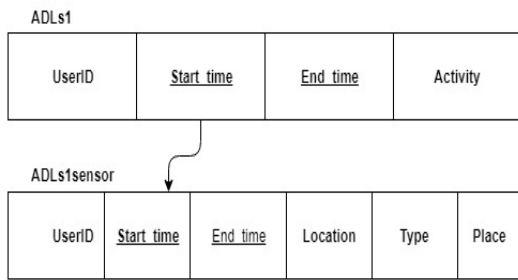 ADLs1
UserID Start time End time Activity
ADLs1sensor
UserID Start time End time Location Type Place